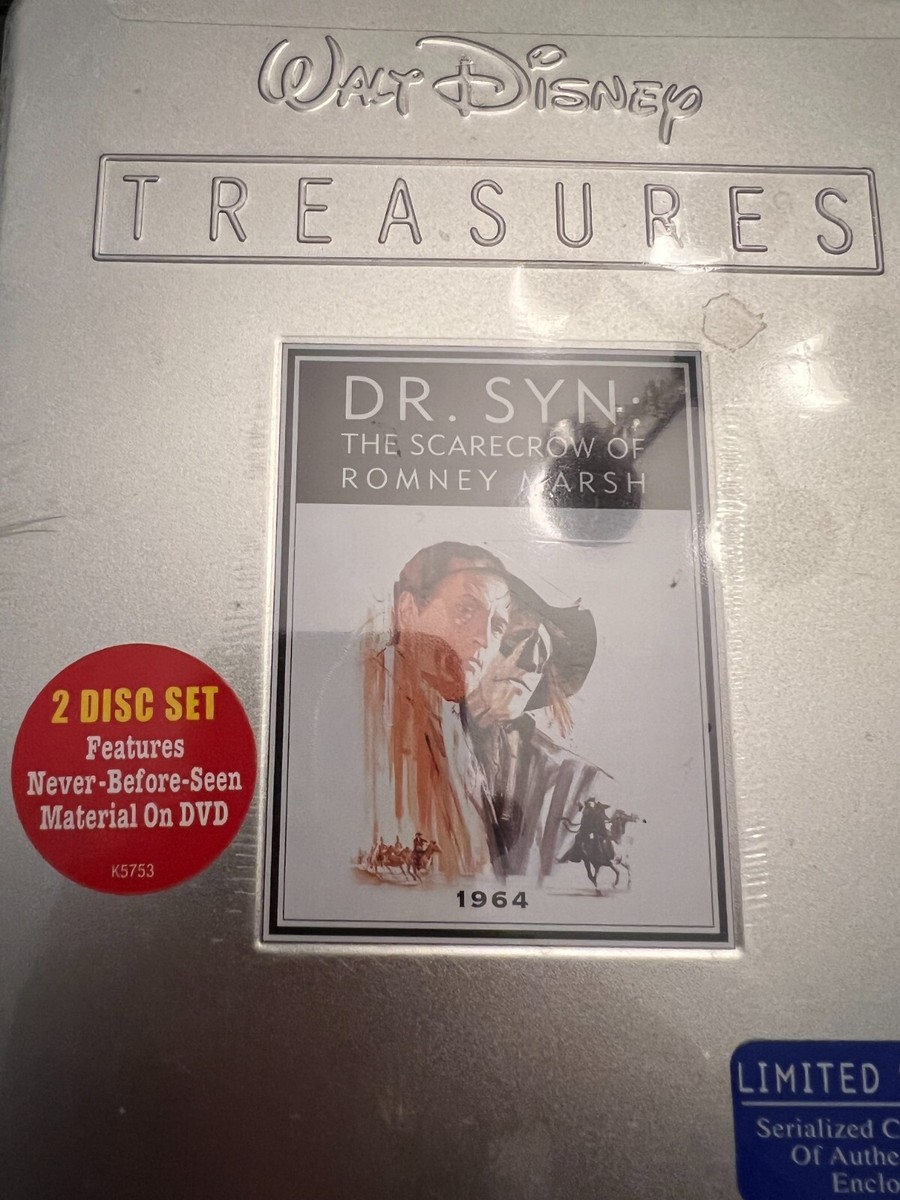 WALT DISNEY
TREASURES
DR. SYN:
THE SCARECROW OF
ROMNEY MARSH
2 DISC SET
Features
Never-Before-Seen
Material On DVD
K5753
1964
LIMITED
Serialized
Of